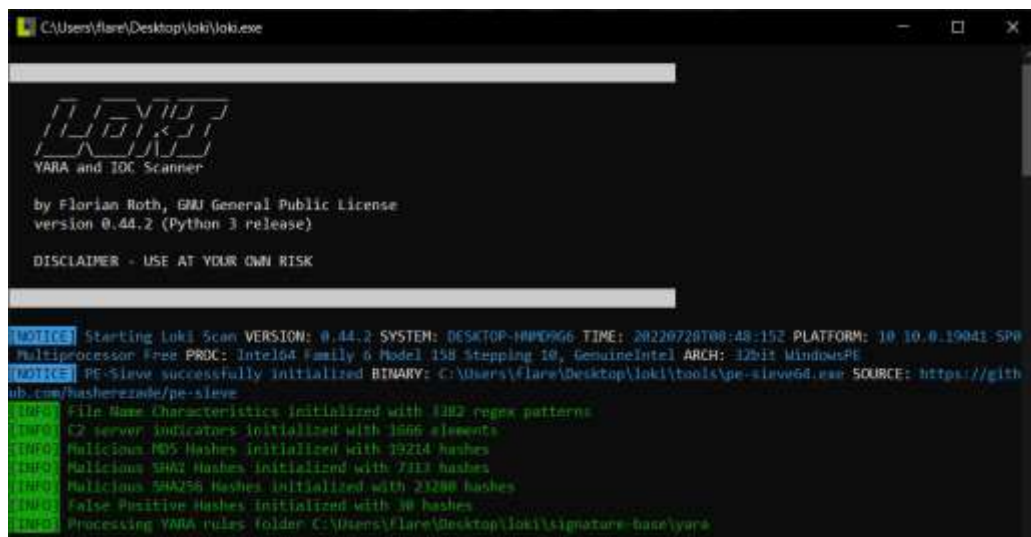 C:\Users\flare\Desktop\loki\loki.exe
LOKI
YARA and IOC Scanner
by Florian Roth, GNU General Public License
version 0.44.2 (Python 3 release)
DISCLAIMER - USE AT YOUR OWN RISK
[NOTICE] Starting Loki Scan VERSION: 0.44.2 SYSTEM: DESKTOP-HNMD9G6 TIME: 20220728T08:48:15Z PLATFORM: 10 10.0.19041 SP0
Multiprocessor Free PROC: Intel64 Family 6 Model 158 Stepping 10, GenuineIntel ARCH: 32bit WindowsPE
[NOTICE] PE-Sieve successfully initialized BINARY: C:\Users\flare\Desktop\loki\tools\pe-sieve64.exe SOURCE: https://gith
ub.com/hasherezade/pe-sieve
[INFO] File Name Characteristics initialized with regex patterns
[INFO] C2 server indicators initialized with 1666 elements
[INFO] Malicious MD5 Hashes initialized with 19214 hashes
[INFO] Malicious SHA1 Hashes initialized with hashes
[INFO] Malicious SHA256 Hashes initialized with hashes
[INFO] False Positive Hashes initialized with 30 hashes
[INFO] Processing YARA rules folder C:\Users\flare\Desktop\loki\signature-base\yara